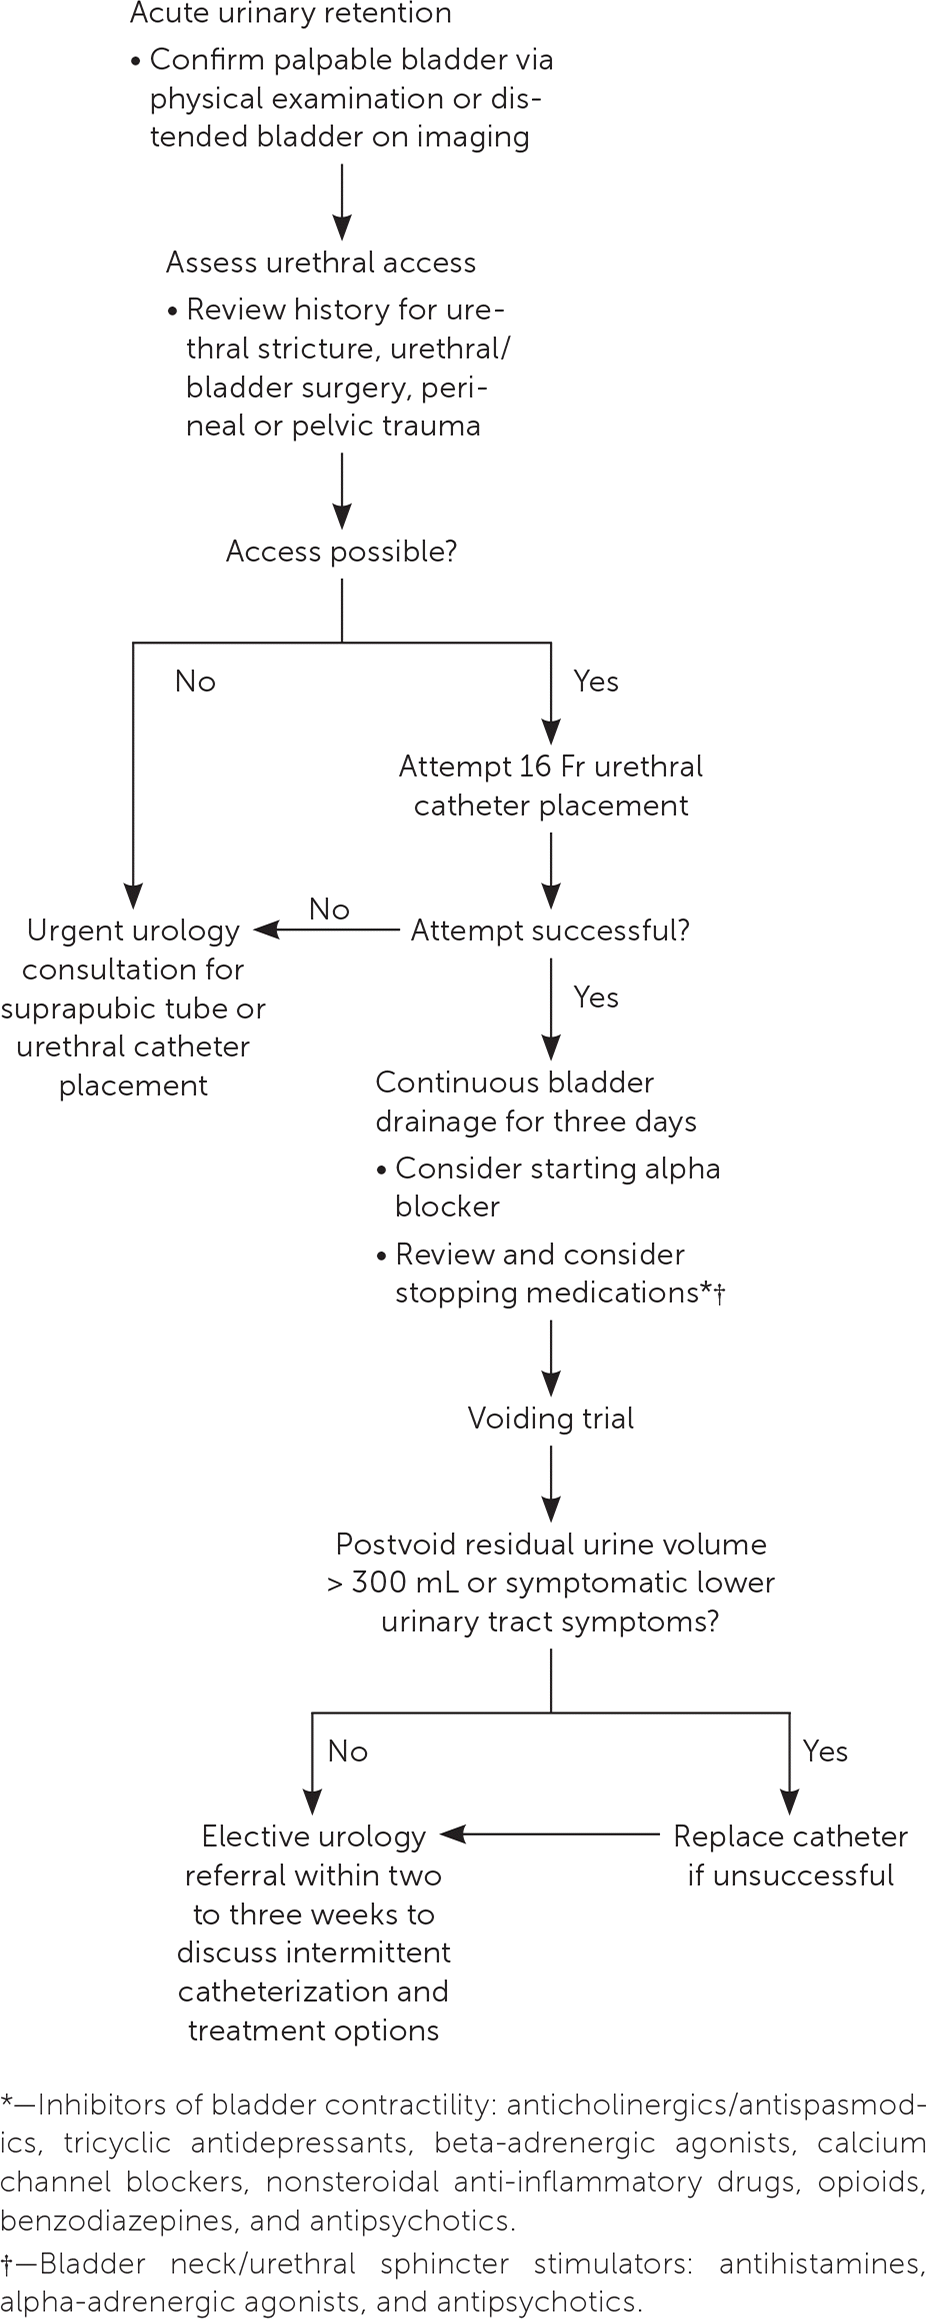 Acute urinary retention
• Confirm palpable bladder via
physical examination or dis-
tended bladder on imaging
Assess urethral access
• Review history for ure-
thral stricture, urethral/
bladder surgery, peri-
neal or pelvic trauma
Access possible?
No
Yes
Attempt 16 Fr urethral
catheter placement
No
Attempt successful?
Urgent urology
consultation for
suprapubic tube or
urethral catheter
placement
Yes
Continuous bladder
drainage for three days
• Consider starting alpha
blocker
• Review and consider
stopping medications*†
Voiding trial
Postvoid residual urine volume
> 300 mL or symptomatic lower
urinary tract symptoms?
No
Yes
Elective urology
referral within two
to three weeks to
discuss intermittent
catheterization and
treatment options
Replace catheter
if unsuccessful
*—Inhibitors of bladder contractility: anticholinergics/antispasmod-
ics, tricyclic antidepressants, beta-adrenergic agonists, calcium
channel blockers, nonsteroidal anti-inflammatory drugs, opioids,
benzodiazepines, and antipsychotics.
†—Bladder neck/urethral sphincter stimulators: antihistamines,
alpha-adrenergic agonists, and antipsychotics.